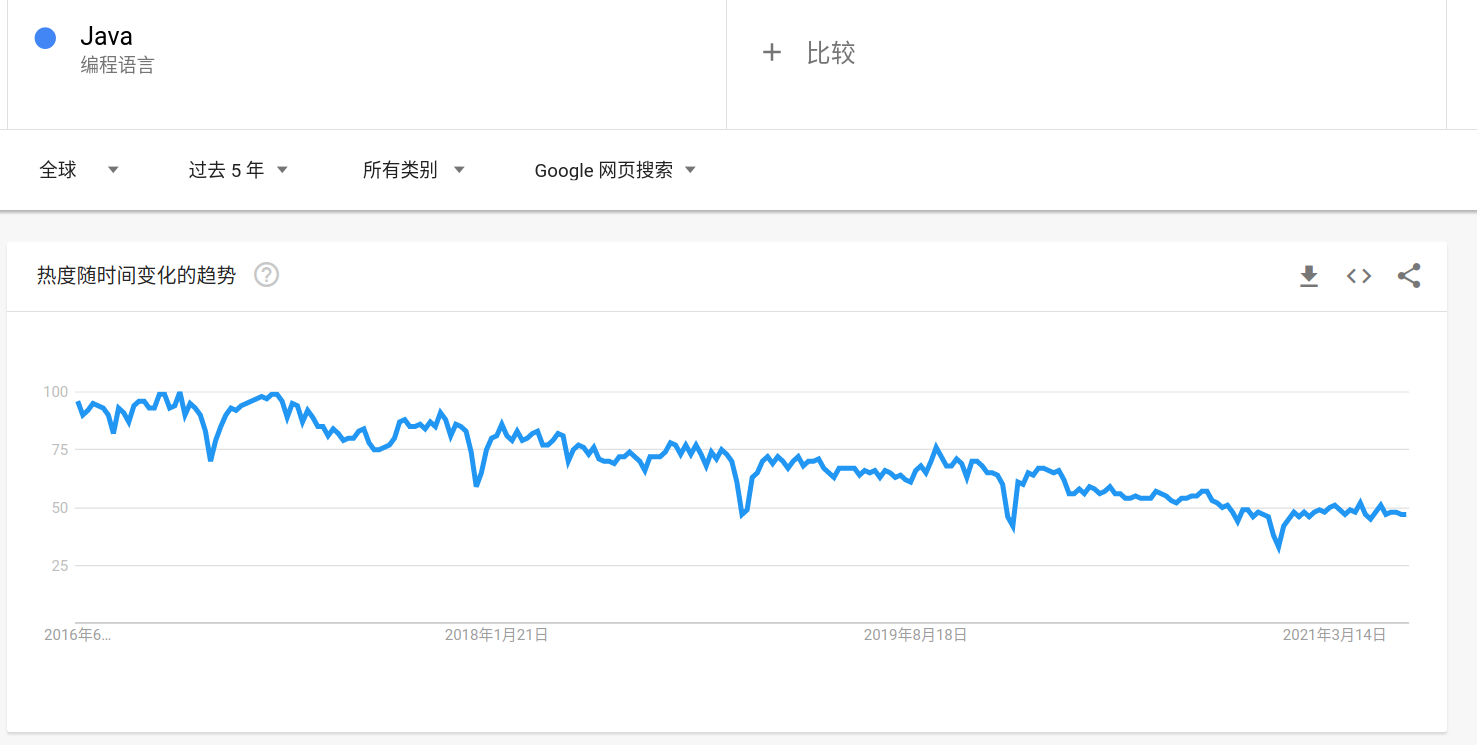 Java
编程语言
+ 比较
全球
过去 5 年
所有类别
Google 网页搜索
热度随时间变化的趋势 ?
100
75
50
25
2016年6...
2018年1月21日
2019年8月18日
2021年3月14日